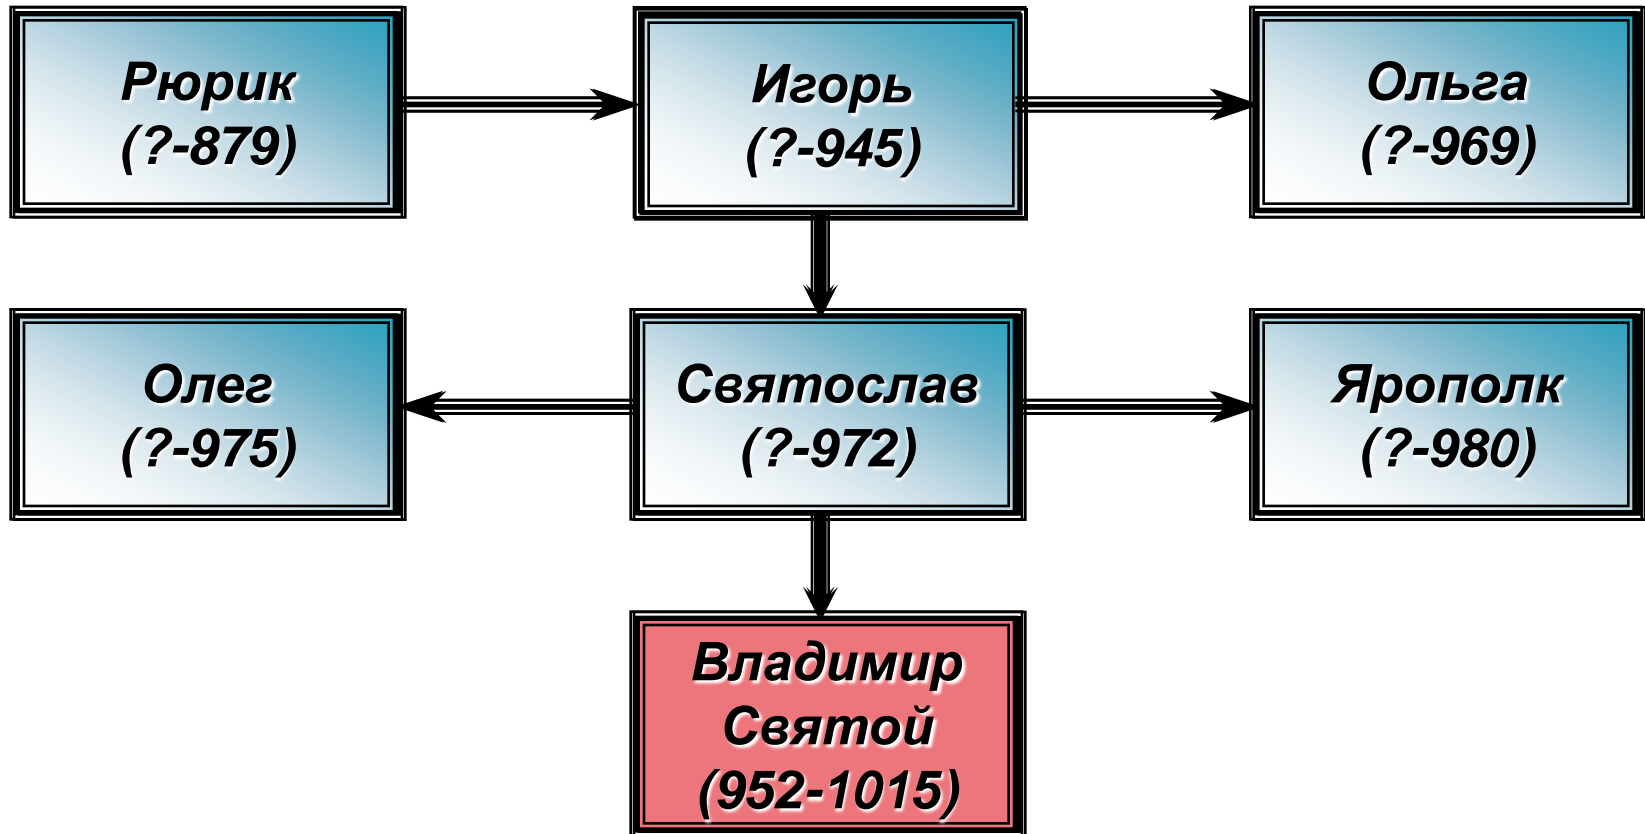 Рюрик
(?-879)
Игорь
(?-945)
Ольга
(?-969)
Олег
(?-975)
Святослав
(?-972)
Ярополк
(?-980)
Владимир
Святой
(952-1015)